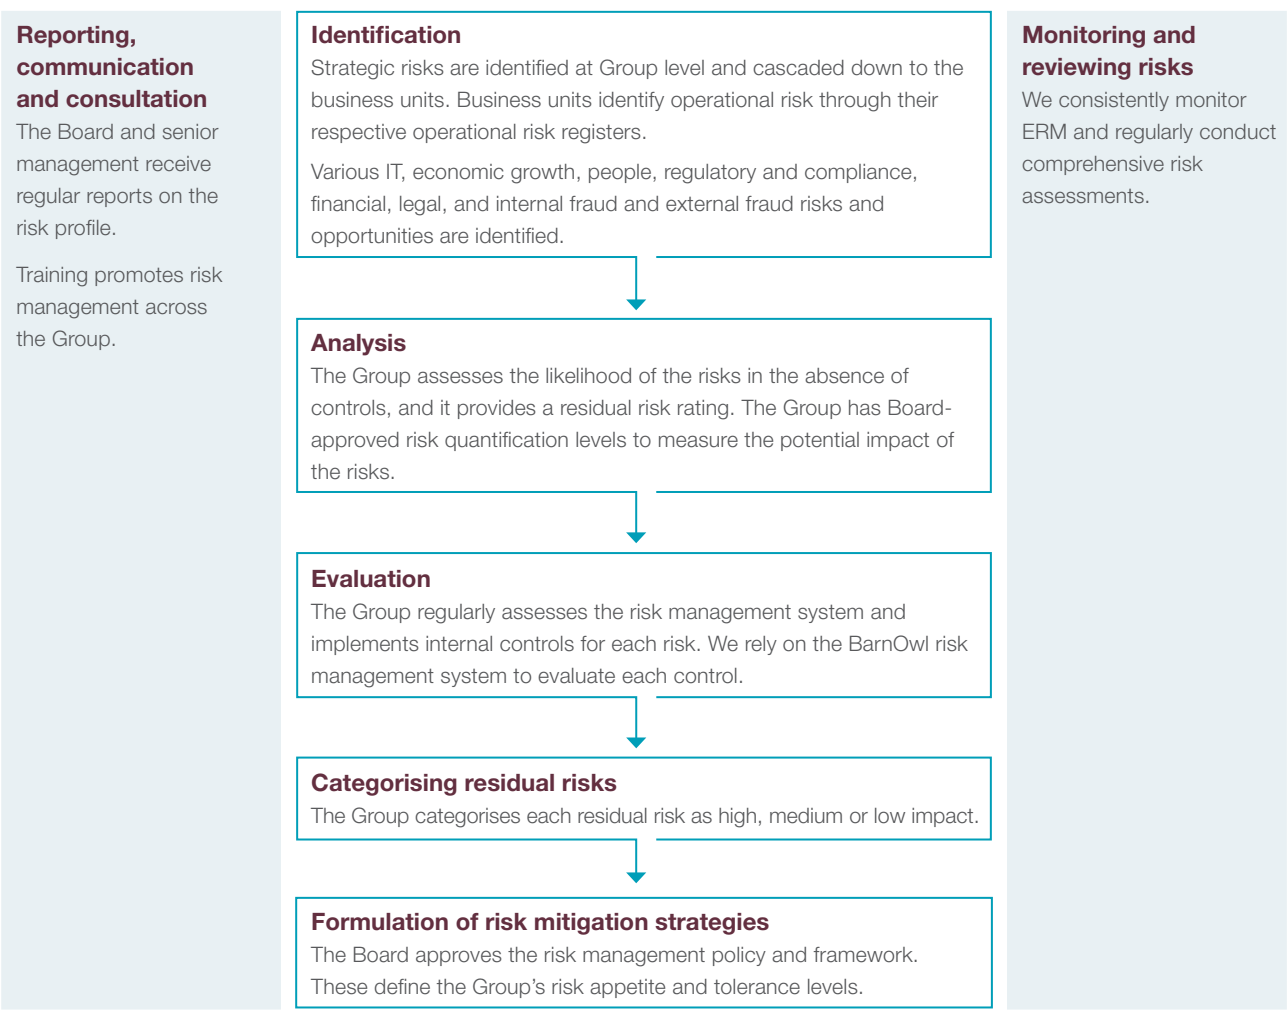 Reporting,
communication
and consultation
The Board and senior
management receive
regular reports on the
risk profile.
Training promotes risk
management across
the Group.
Identification
Strategic risks are identified at Group level and cascaded down to the
business units. Business units identify operational risk through their
respective operational risk registers.
Various IT, economic growth, people, regulatory and compliance,
financial, legal, and internal fraud and external fraud risks and
opportunities are identified.
Analysis
The Group assesses the likelihood of the risks in the absence of
controls, and it provides a residual risk rating. The Group has Board-
approved risk quantification levels to measure the potential impact of
the risks.
Evaluation
The Group regularly assesses the risk management system and
implements internal controls for each risk. We rely on the BarnOwl risk
management system to evaluate each control.
Categorising residual risks
The Group categorises each residual risk as high, medium or low impact.
Formulation of risk mitigation strategies
The Board approves the risk management policy and framework.
These define the Group’s risk appetite and tolerance levels.
Monitoring and
reviewing risks
We consistently monitor
ERM and regularly conduct
comprehensive risk
assessments.